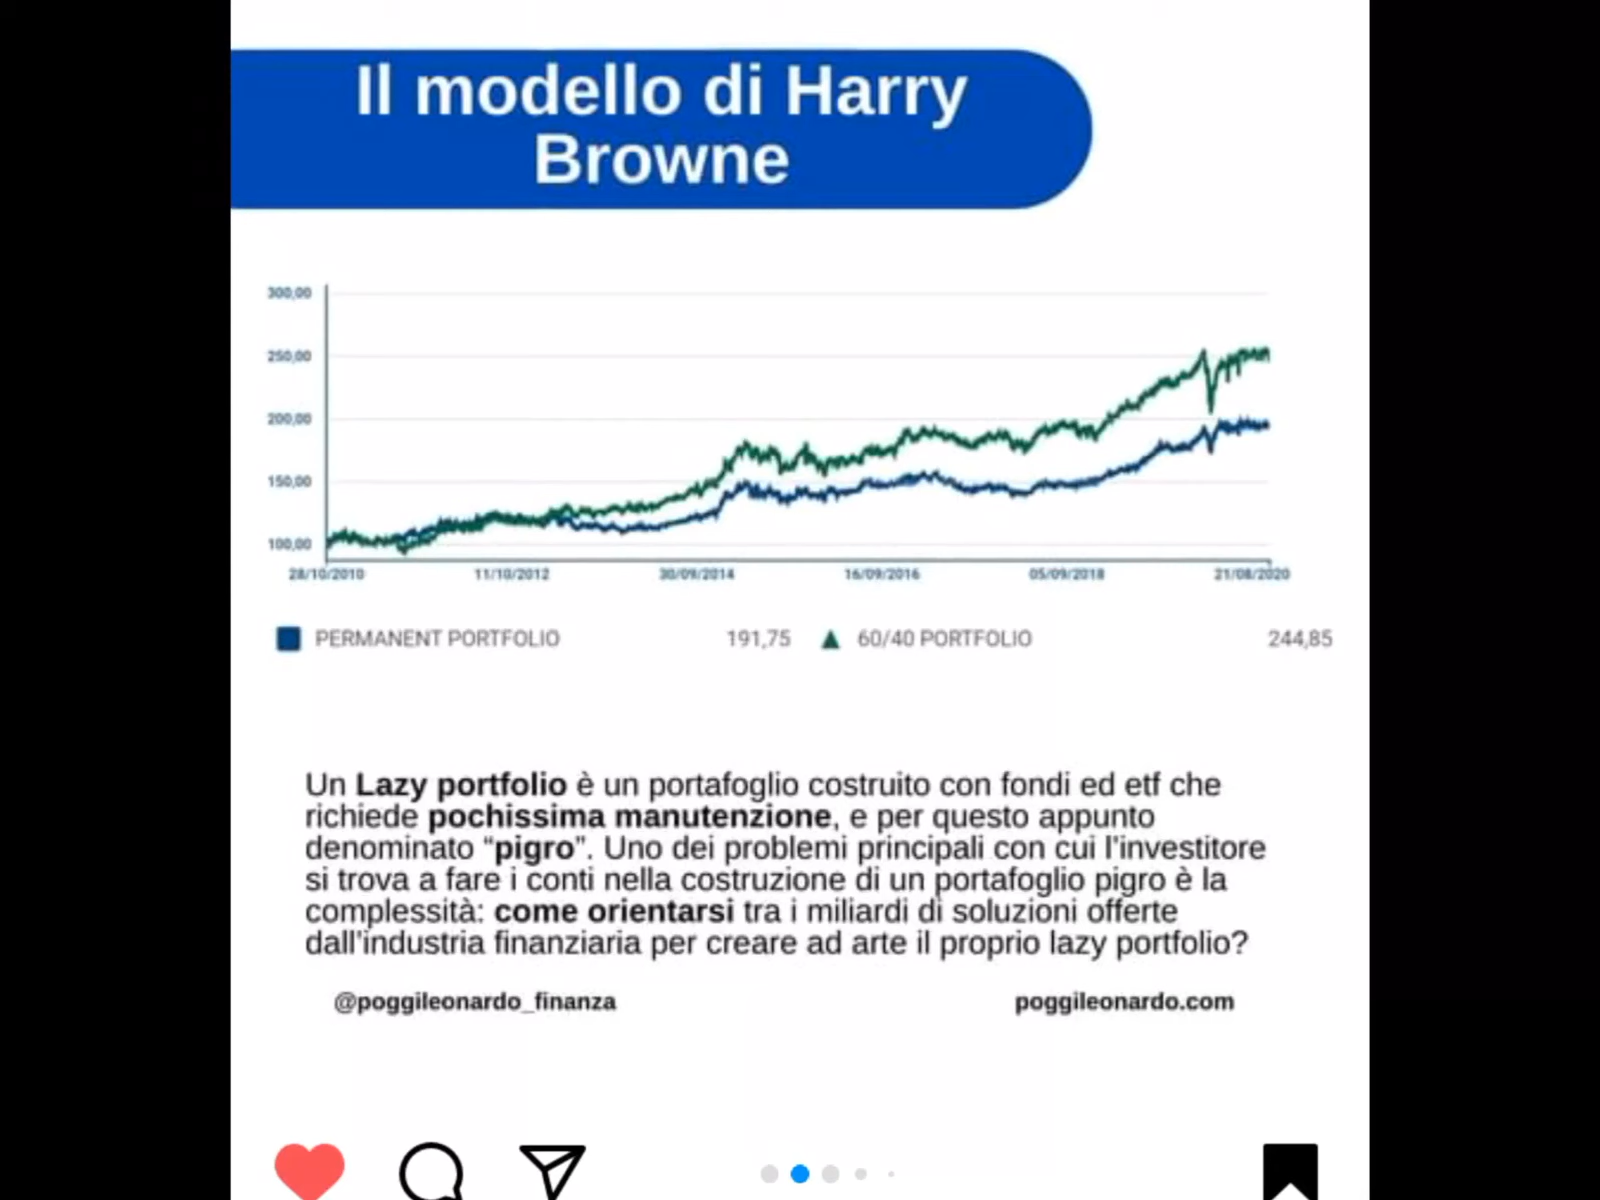 Il modello di Harry
Browne
300,00
250,00
200,00
150,00
100,00
28/10/2010 11/10/2012 30/09/2014 16/09/2016 05/09/2018 21/08/2020
PERMANENT PORTFOLIO 191,75 60/40 PORTFOLIO 244,85
Un Lazy portfolio è un portafoglio costruito con fondi ed etf che
richiede pochissima manutenzione, e per questo appunto
denominato “pigro”. Uno dei problemi principali con cui l'investitore
si trova a fare i conti nella costruzione di un portafoglio pigro è la
complessità: come orientarsi tra i miliardi di soluzioni offerte
dall'industria finanziaria per creare ad arte il proprio lazy portfolio?
@poggileonardo_finanza poggileonardo.com